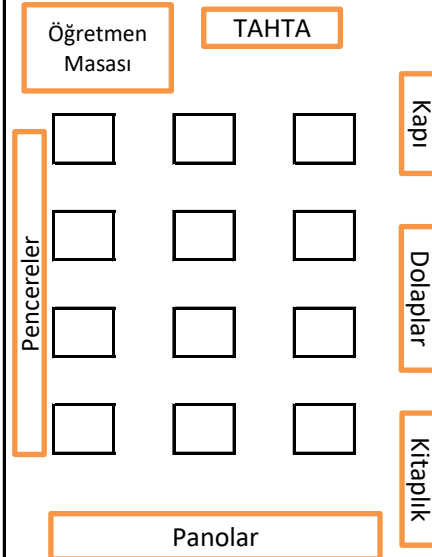 Öğretmen
Masası
TAHTA
Kapı
Pencereler
Dolaplar
Kitaplık
Panolar